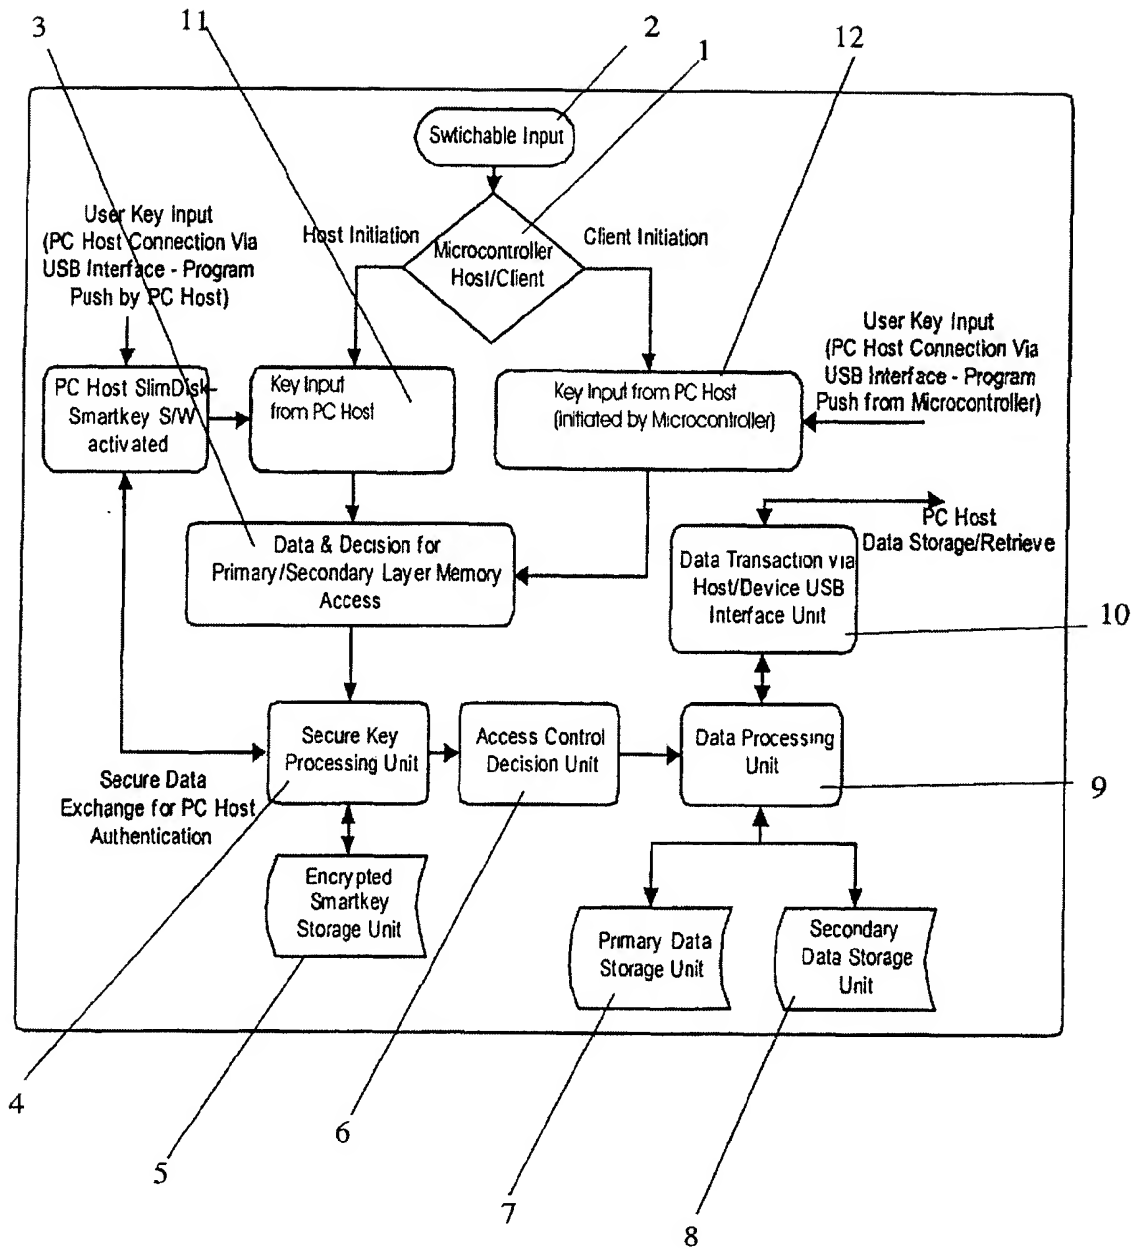 3
11
2
1
12
Swtichable Input
User Key Input
(PC Host Connection Via
USB Interface - Program
Push by PC Host)
Host Initiation
Microcontroller
Host/Client
Client Initiation
User Key Input
(PC Host Connection Via
USB Interface - Program
Push from Microcontroller)
PC Host SlimDisk-
Smartkey S/W
activated
Key Input
from PC Host
Key Input from PC Host
(initiated by Microcontroller)
PC Host
Data Storage/Retrieve
Data & Decision for
Primary/Secondary Layer Memory
Access
Data Transaction via
Host/Device USB
Interface Unit
10
Secure Key
Processing Unit
Access Control
Decision Unit
Data Processing
Unit
9
Secure Data
Exchange for PC Host
Authentication
Encrypted
Smartkey
Storage Unit
Primary Data
Storage Unit
Secondary
Data Storage
Unit
4
5
6
7
8